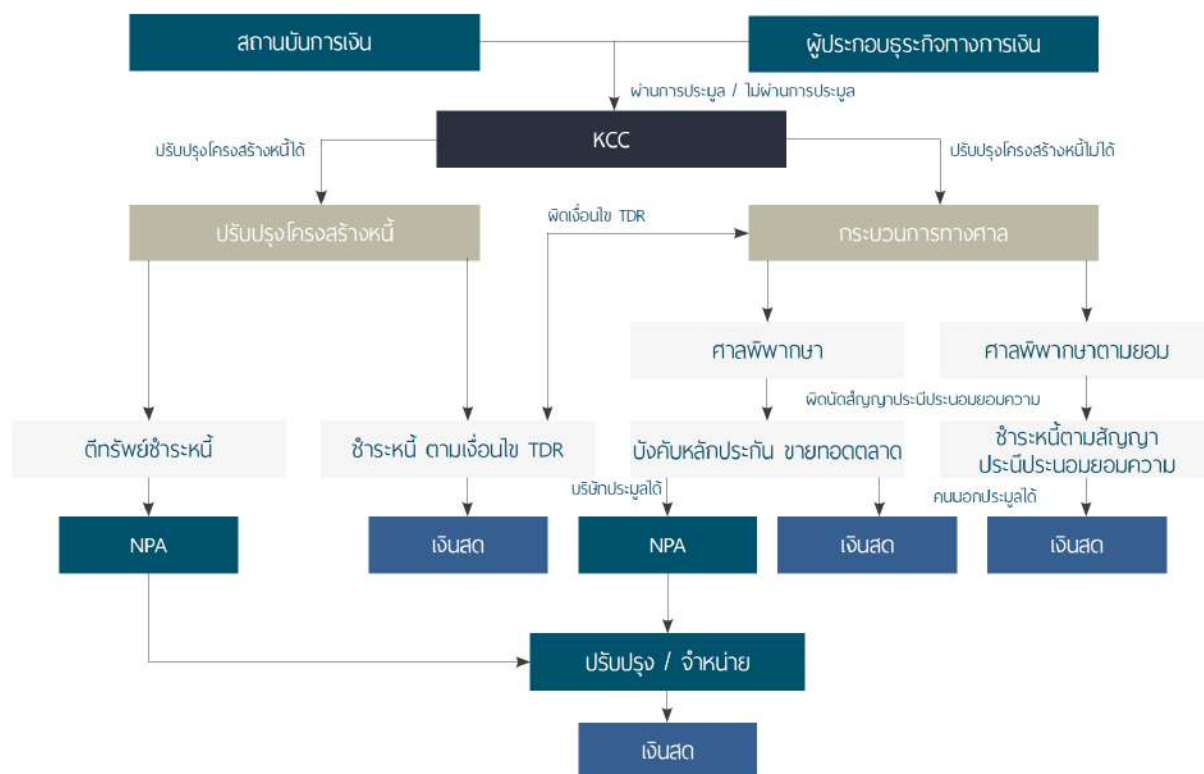 สถาบันการเงิน
ผู้ประกอบธุระกิจทางการเงิน
ผ่านการประมูล / ไม่ผ่านการประมูล
KCC
ปรับปรุงโครงสร้างหนี้ได้
ปรับปรุงโครงสร้างหนี้ไม่ได้
ปรับปรุงโครงสร้างหนี้
ผิดเงื่อนไข TDR
กระบวนการทางศาล
ศาลพิพากษา
ศาลพิพากษาตามยอม
ผิดนัดสัญญาประนีประนอมยอมความ
ตีทรัพย์ชำระหนี้
ชำระหนี้ ตามเงื่อนไข TDR
บังคับหลักประกัน ขายทอดตลาด
ชำระหนี้ตามสัญญา
ประนีประนอมยอมความ
บริษัทประมูลได้
คนนอกประมูลได้
NPA
เงินสด
NPA
เงินสด
เงินสด
ปรับปรุง / จำหน่าย
เงินสด